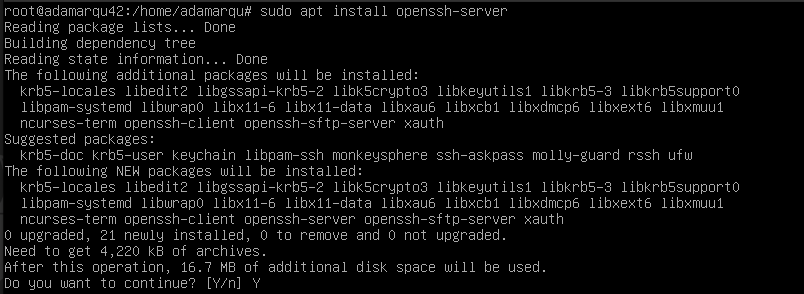 root@adamarqu42:/home/adamarqu# sudo apt install openssh-server
Reading package lists... Done
Building dependency tree
Reading state information... Done
The following additional packages will be installed:
  krb5-locales libedit2 libgssapi-krb5-2 libk5crypto3 libkeyutils1 libkrb5-3 libkrb5support0
  libpam-systemd libwrap0 libx11-6 libx11-data libxau6 libxcb1 libxdmcp6 libxext6 libxmuu1
  ncurses-term openssh-client openssh-sftp-server xauth
Suggested packages:
  krb5-doc krb5-user keychain libpam-ssh monkeysphere ssh-askpass molly-guard rssh ufw
The following NEW packages will be installed:
  krb5-locales libedit2 libgssapi-krb5-2 libk5crypto3 libkeyutils1 libkrb5-3 libkrb5support0
  libpam-systemd libwrap0 libx11-6 libx11-data libxau6 libxcb1 libxdmcp6 libxext6 libxmuu1
  ncurses-term openssh-client openssh-server openssh-sftp-server xauth
0 upgraded, 21 newly installed, 0 to remove and 0 not upgraded.
Need to get 4,220 kB of archives.
After this operation, 16.7 MB of additional disk space will be used.
Do you want to continue? [Y/n] Y